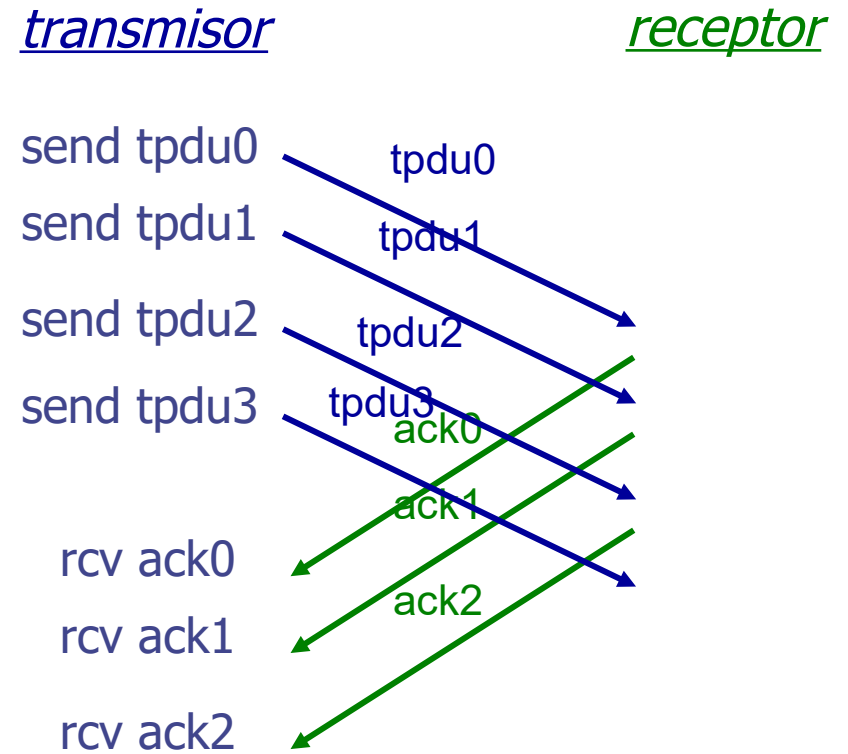 transmisor
receptor
send tpdu0
tpdu0
send tpdu1
tpdu1
send tpdu2
tpdu2
send tpdu3
tpdu3
ack0
ack1
rcv ack0
ack2
rcv ack1
rcv ack2